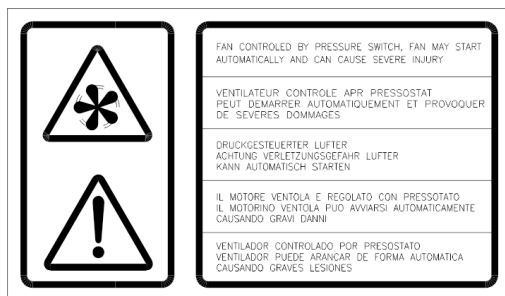 FAN CONTROLED BY PRESSURE SWITCH, FAN MAY START
AUTOMATICALLY AND CAN CAUSE SEVERE INJURY
VENTILATEUR CONTROLE APR PRESSOSTAT
PEUT DEMARRER AUTOMATIQUEMENT ET PROVOQUER
DE SEVERES DOMMAGES
DRUCKGESTEUERTER LUFTER
ACHTUNG VERLETZUNGSGEFAHR LUFTER
KANN AUTOMATISCH STARTEN
IL MOTORE VENTOLA E REGOLATO CON PRESSOTATO
IL MOTORINO VENTOLA PUO AVVIARSI AUTOMATICAMENTE
CAUSANDO GRAVI DANNI
VENTILADOR CONTROLADO POR PRESOSTATO
VENTILADOR PUEDE ARANCAR DE FORMA AUTOMATICA
CAUSANDO GRAVES LESIONES